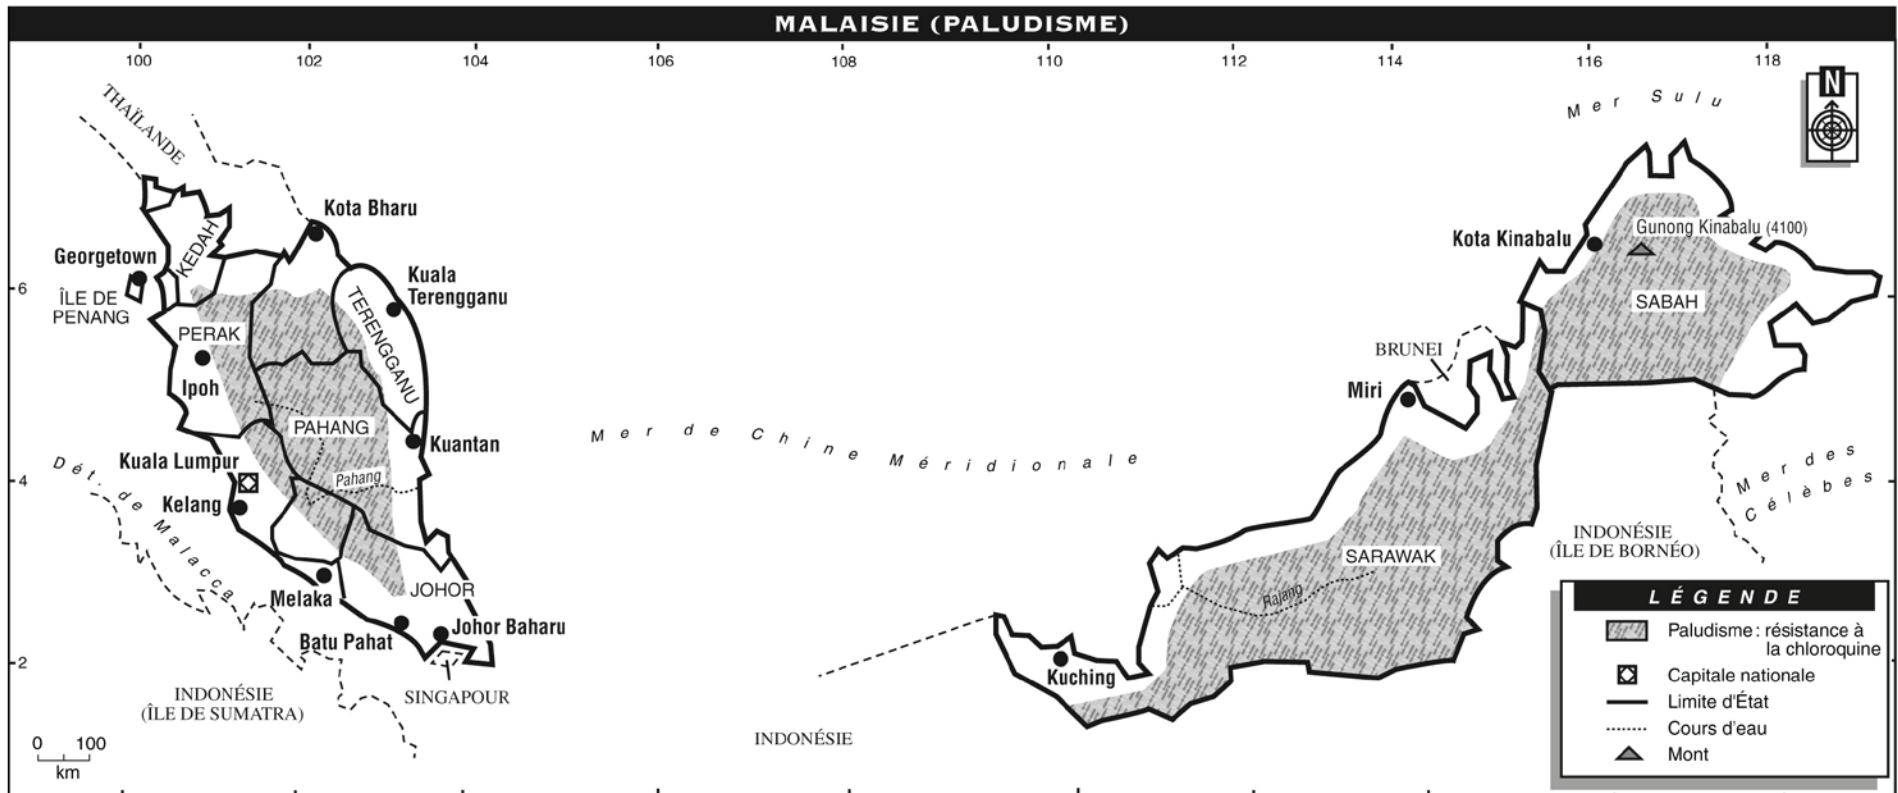 MALAISIE (PALUDISME)
100 102 104 106 108 110 112 114 116 118
6
4
2
THAÏLANDE
KEDAH
Kota Bharu
Georgetown
ÎLE DE
PENANG
Kuala
Terengganu
TERENGGANU
PERAK
Ipoh
PAHANG
Kuantan
Kuala Lumpur
Pahang
Kelang
Dét. de Malacca
Melaka
JOHOR
Batu Pahat
Johor Baharu
SINGAPOUR
INDONÉSIE
(ÎLE DE SUMATRA)
0 100
km
Mer de Chine Méridionale
INDONÉSIE
Mer Sulu
N
Kota Kinabalu
Gunong Kinabalu (4100)
SABAH
BRUNEI
Miri
Mer des
Célèbes
SARAWAK
Rajang
Kuching
INDONÉSIE
(ÎLE DE BORNÉO)
LÉGENDE
Paludisme : résistance à
la chloroquine
Capitale nationale
Limite d'État
Cours d'eau
Mont